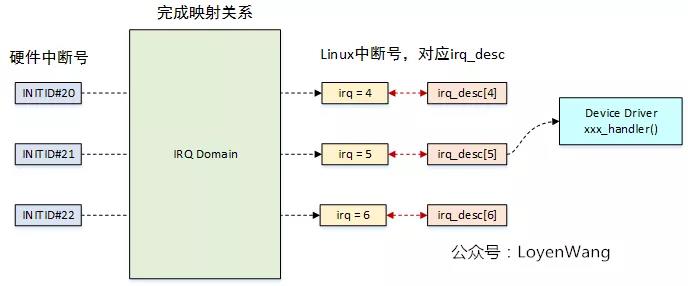 完成映射关系
硬件中断号
Linux中断号，对应irq_desc
INITID#20
irq = 4
irq_desc[4]
Device Driver
xxx_handler()
INITID#21
IRQ Domain
irq = 5
irq_desc[5]
INITID#22
irq = 6
irq_desc[6]
公众号：LoyenWang